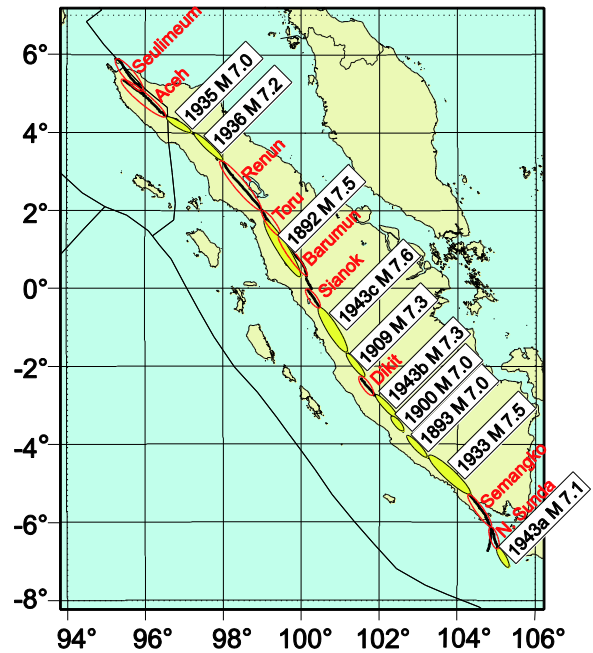 Seulimeum
Aceh
1935 M 7.0
1936 M 7.2
Renun
Toru
1892 M 7.5
Barumun
Sianok
1943c M 7.6
1909 M 7.3
Dikit
1943b M 7.3
1900 M 7.0
1893 M 7.0
1933 M 7.5
Semangko
N. Sunda
1943a M 7.1
6°
4°
2°
0°
-2°
-4°
-6°
-8°
94° 96° 98° 100° 102° 104° 106°